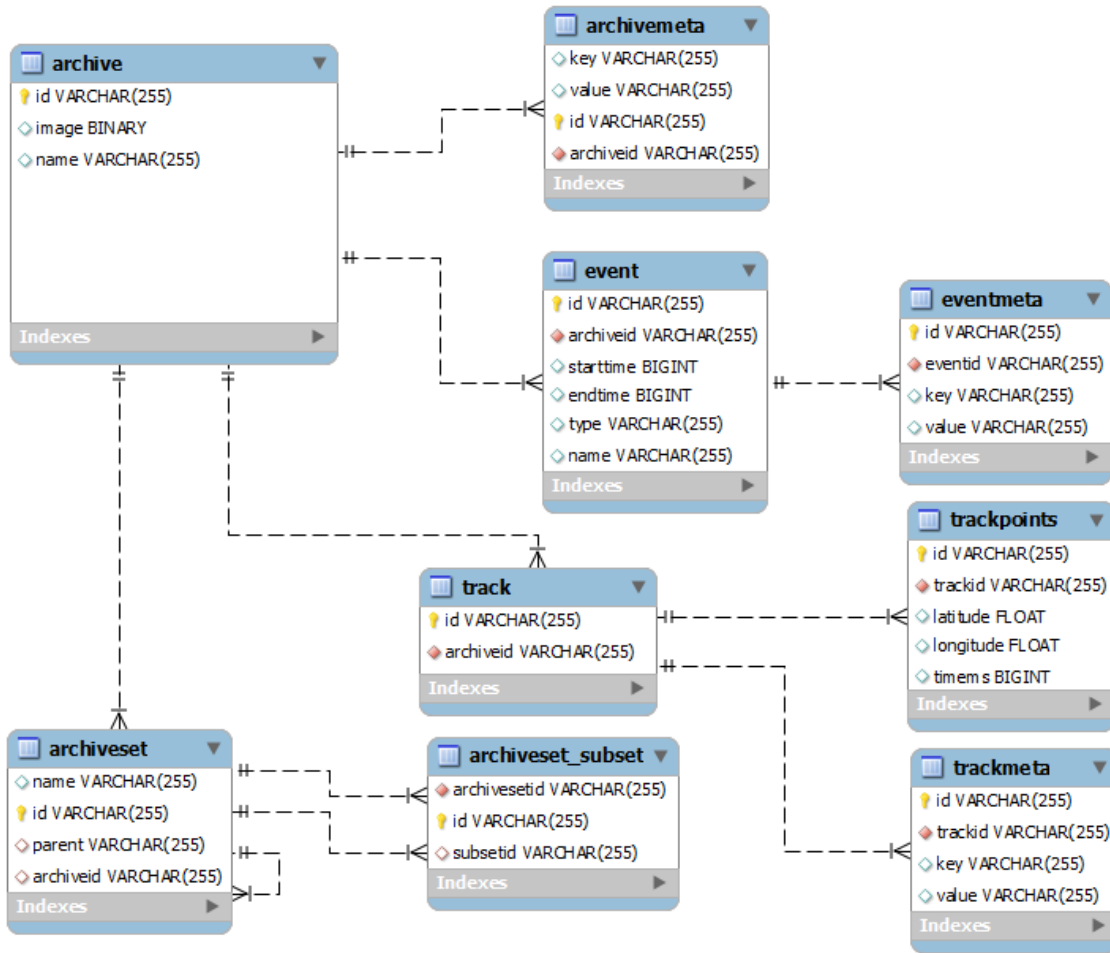 archive
id VARCHAR(255)
image BINARY
name VARCHAR(255)
Indexes
archivemeta
key VARCHAR(255)
value VARCHAR(255)
id VARCHAR(255)
archiveid VARCHAR(255)
Indexes
event
id VARCHAR(255)
archiveid VARCHAR(255)
starttime BIGINT
endtime BIGINT
type VARCHAR(255)
name VARCHAR(255)
Indexes
eventmeta
id VARCHAR(255)
eventid VARCHAR(255)
key VARCHAR(255)
value VARCHAR(255)
Indexes
track
id VARCHAR(255)
archiveid VARCHAR(255)
Indexes
trackpoints
id VARCHAR(255)
trackid VARCHAR(255)
latitude FLOAT
longitude FLOAT
timems BIGINT
Indexes
archiveset
name VARCHAR(255)
id VARCHAR(255)
parent VARCHAR(255)
archiveid VARCHAR(255)
Indexes
archiveset_subset
archivesetid VARCHAR(255)
id VARCHAR(255)
subsetid VARCHAR(255)
Indexes
trackmeta
id VARCHAR(255)
trackid VARCHAR(255)
key VARCHAR(255)
value VARCHAR(255)
Indexes